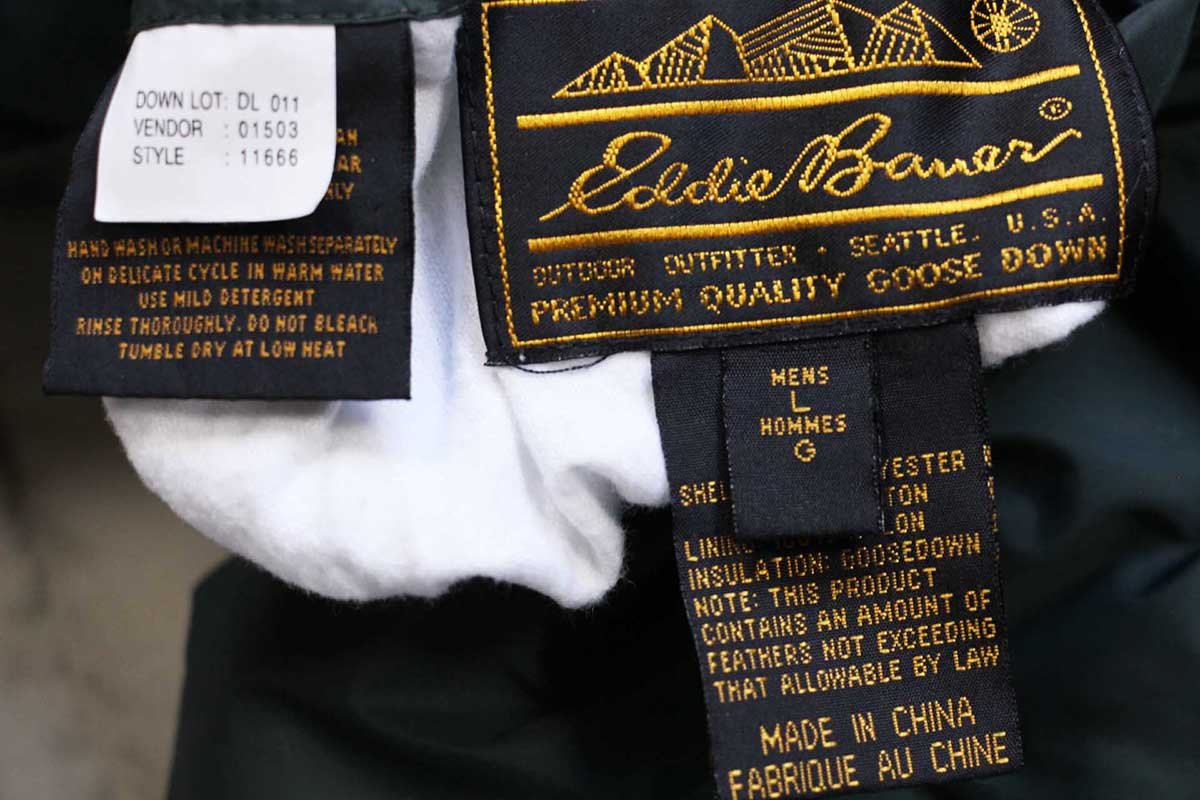 DOWN LOT: DL 011
VENDOR : 01503
STYLE : 11666
HAND WASH OR MACHINE WASH SEPARATELY
ON DELICATE CYCLE IN WARM WATER
USE MILD DETERGENT
RINSE THOROUGHLY. DO NOT BLEACH
TUMBLE DRY AT LOW HEAT
Eddie Bauer®
OUTDOOR OUTFITTER • SEATTLE, U.S.A.
PREMIUM QUALITY GOOSE DOWN
MENS
L
HOMMES
G
INSULATION: GOOSEDOWN
NOTE: THIS PRODUCT
CONTAINS AN AMOUNT OF
FEATHERS NOT EXCEEDING
THAT ALLOWABLE BY LAW
MADE IN CHINA
FABRIQUE AU CHINE